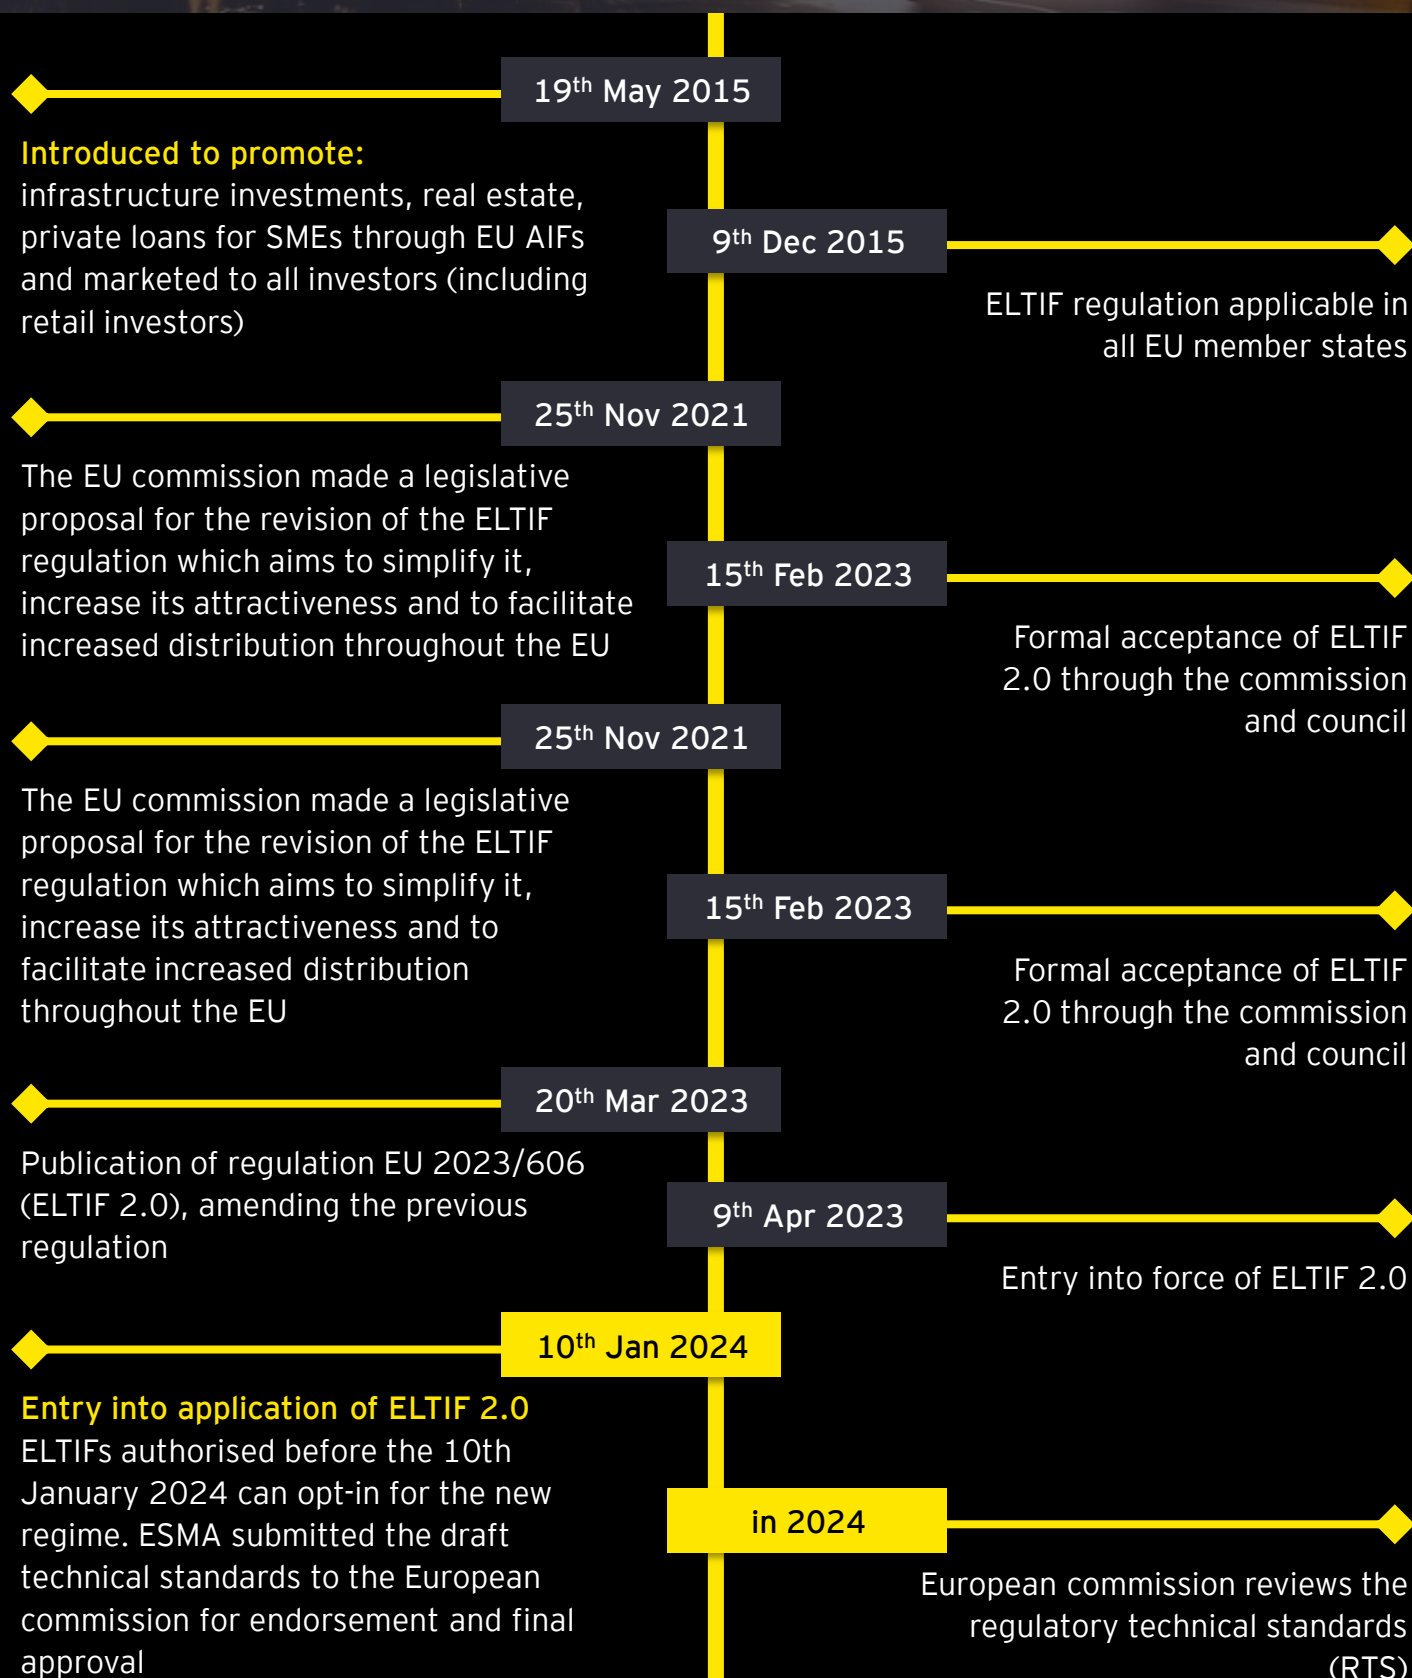 19th May 2015
Introduced to promote:
infrastructure investments, real estate,
private loans for SMEs through EU AIFs
and marketed to all investors (including
retail investors)
9th Dec 2015
ELTIF regulation applicable in
all EU member states
25th Nov 2021
The EU commission made a legislative
proposal for the revision of the ELTIF
regulation which aims to simplify it,
increase its attractiveness and to facilitate
increased distribution throughout the EU
15th Feb 2023
Formal acceptance of ELTIF
2.0 through the commission
and council
25th Nov 2021
The EU commission made a legislative
proposal for the revision of the ELTIF
regulation which aims to simplify it,
increase its attractiveness and to
facilitate increased distribution
throughout the EU
15th Feb 2023
Formal acceptance of ELTIF
2.0 through the commission
and council
20th Mar 2023
Publication of regulation EU 2023/606
(ELTIF 2.0), amending the previous
regulation
9th Apr 2023
Entry into force of ELTIF 2.0
10th Jan 2024
Entry into application of ELTIF 2.0
ELTIFs authorised before the 10th
January 2024 can opt-in for the new
regime. ESMA submitted the draft
technical standards to the European
commission for endorsement and final
approval
in 2024
European commission reviews the
regulatory technical standards
(RTS)